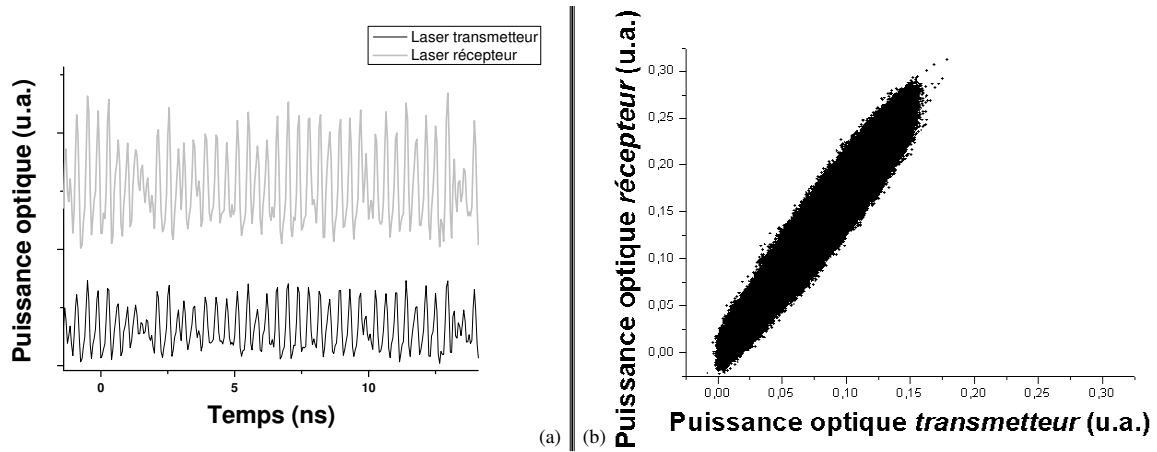 Laser transmetteur
Laser récepteur
Puissance optique (u.a.)
0
5
10
Temps (ns)
(a)
(b)
Puissance optique récepteur (u.a.)
0,30
0,25
0,20
0,15
0,10
0,05
0,00
0,00
0,05
0,10
0,15
0,20
0,25
0,30
Puissance optique transmetteur (u.a.)